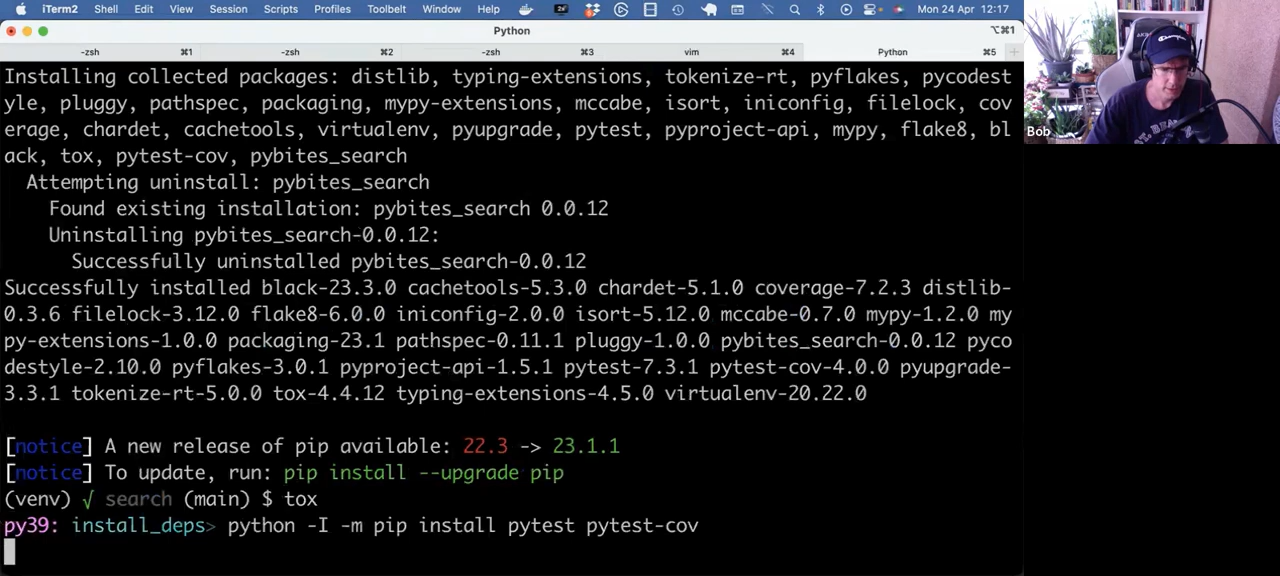 iTerm2 Shell Edit View Session Scripts Profiles Toolbelt Window Help Mon 24 Apr 12:17
Python ⌥⌘1
-zsh ⌘1 -zsh ⌘2 -zsh ⌘3 vim ⌘4 Python ⌘5
Installing collected packages: distlib, typing-extensions, tokenize-rt, pyflakes, pycodest
yle, pluggy, pathspec, packaging, mypy-extensions, mccabe, isort, iniconfig, filelock, cov
erage, chardet, cachetools, virtualenv, pyupgrade, pytest, pyproject-api, mypy, flake8, bl
ack, tox, pytest-cov, pybites_search
Attempting uninstall: pybites_search
Found existing installation: pybites_search 0.0.12
Uninstalling pybites_search-0.0.12:
Successfully uninstalled pybites_search-0.0.12
Successfully installed black-23.3.0 cachetools-5.3.0 chardet-5.1.0 coverage-7.2.3 distlib-
0.3.6 filelock-3.12.0 flake8-6.0.0 iniconfig-2.0.0 isort-5.12.0 mccabe-0.7.0 mypy-1.2.0 my
py-extensions-1.0.0 packaging-23.1 pathspec-0.11.1 pluggy-1.0.0 pybites_search-0.0.12 pyco
destyle-2.10.0 pyflakes-3.0.1 pyproject-api-1.5.1 pytest-7.3.1 pytest-cov-4.0.0 pyupgrade-
3.3.1 tokenize-rt-5.0.0 tox-4.4.12 typing-extensions-4.5.0 virtualenv-20.22.0
[notice] A new release of pip available: 22.3 -> 23.1.1
[notice] To update, run: pip install --upgrade pip
(venv) √ search (main) $ tox
py39: install_deps> python -I -m pip install pytest pytest-cov
Bob